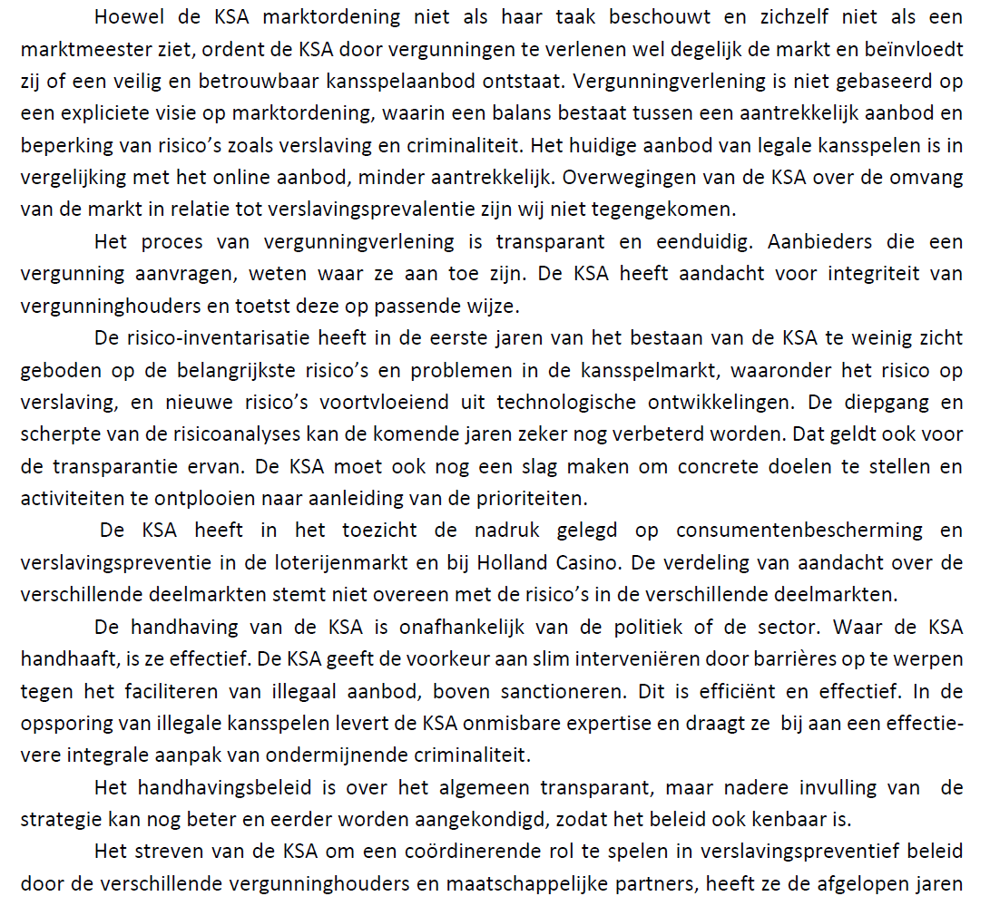 Hoewel de KSA marktordening niet als haar taak beschouwt en zichzelf niet als een
marktmeester ziet, ordent de KSA door vergunningen te verlenen wel degelijk de markt en beïnvloedt
zij of een veilig en betrouwbaar kansspelaanbod ontstaat. Vergunningverlening is niet gebaseerd op
een expliciete visie op marktordening, waarin een balans bestaat tussen een aantrekkelijk aanbod en
beperking van risico’s zoals verslaving en criminaliteit. Het huidige aanbod van legale kansspelen is in
vergelijking met het online aanbod, minder aantrekkelijk. Overwegingen van de KSA over de omvang
van de markt in relatie tot verslavingsprevalentie zijn wij niet tegengekomen.
Het proces van vergunningverlening is transparant en eenduidig. Aanbieders die een
vergunning aanvragen, weten waar ze aan toe zijn. De KSA heeft aandacht voor integriteit van
vergunninghouders en toetst deze op passende wijze.
De risico-inventarisatie heeft in de eerste jaren van het bestaan van de KSA te weinig zicht
geboden op de belangrijkste risico’s en problemen in de kansspelmarkt, waaronder het risico op
verslaving, en nieuwe risico’s voortvloeiend uit technologische ontwikkelingen. De diepgang en
scherpte van de risicoanalyses kan de komende jaren zeker nog verbeterd worden. Dat geldt ook voor
de transparantie ervan. De KSA moet ook nog een slag maken om concrete doelen te stellen en
activiteiten te ontplooien naar aanleiding van de prioriteiten.
De KSA heeft in het toezicht de nadruk gelegd op consumentenbescherming en
verslavingspreventie in de loterijenmarkt en bij Holland Casino. De verdeling van aandacht over de
verschillende deelmarkten stemt niet overeen met de risico’s in de verschillende deelmarkten.
De handhaving van de KSA is onafhankelijk van de politiek of de sector. Waar de KSA
handhaaft, is ze effectief. De KSA geeft de voorkeur aan slim interveniëren door barrières op te werpen
tegen het faciliteren van illegaal aanbod, boven sanctioneren. Dit is efficiënt en effectief. In de
opsporing van illegale kansspelen levert de KSA onmisbare expertise en draagt ze  bij aan een effectie-
vere integrale aanpak van ondermijnende criminaliteit.
Het handhavingsbeleid is over het algemeen transparant, maar nadere invulling van  de
strategie kan nog beter en eerder worden aangekondigd, zodat het beleid ook kenbaar is.
Het streven van de KSA om een coördinerende rol te spelen in verslavingspreventief beleid
door de verschillende vergunninghouders en maatschappelijke partners, heeft ze de afgelopen jaren